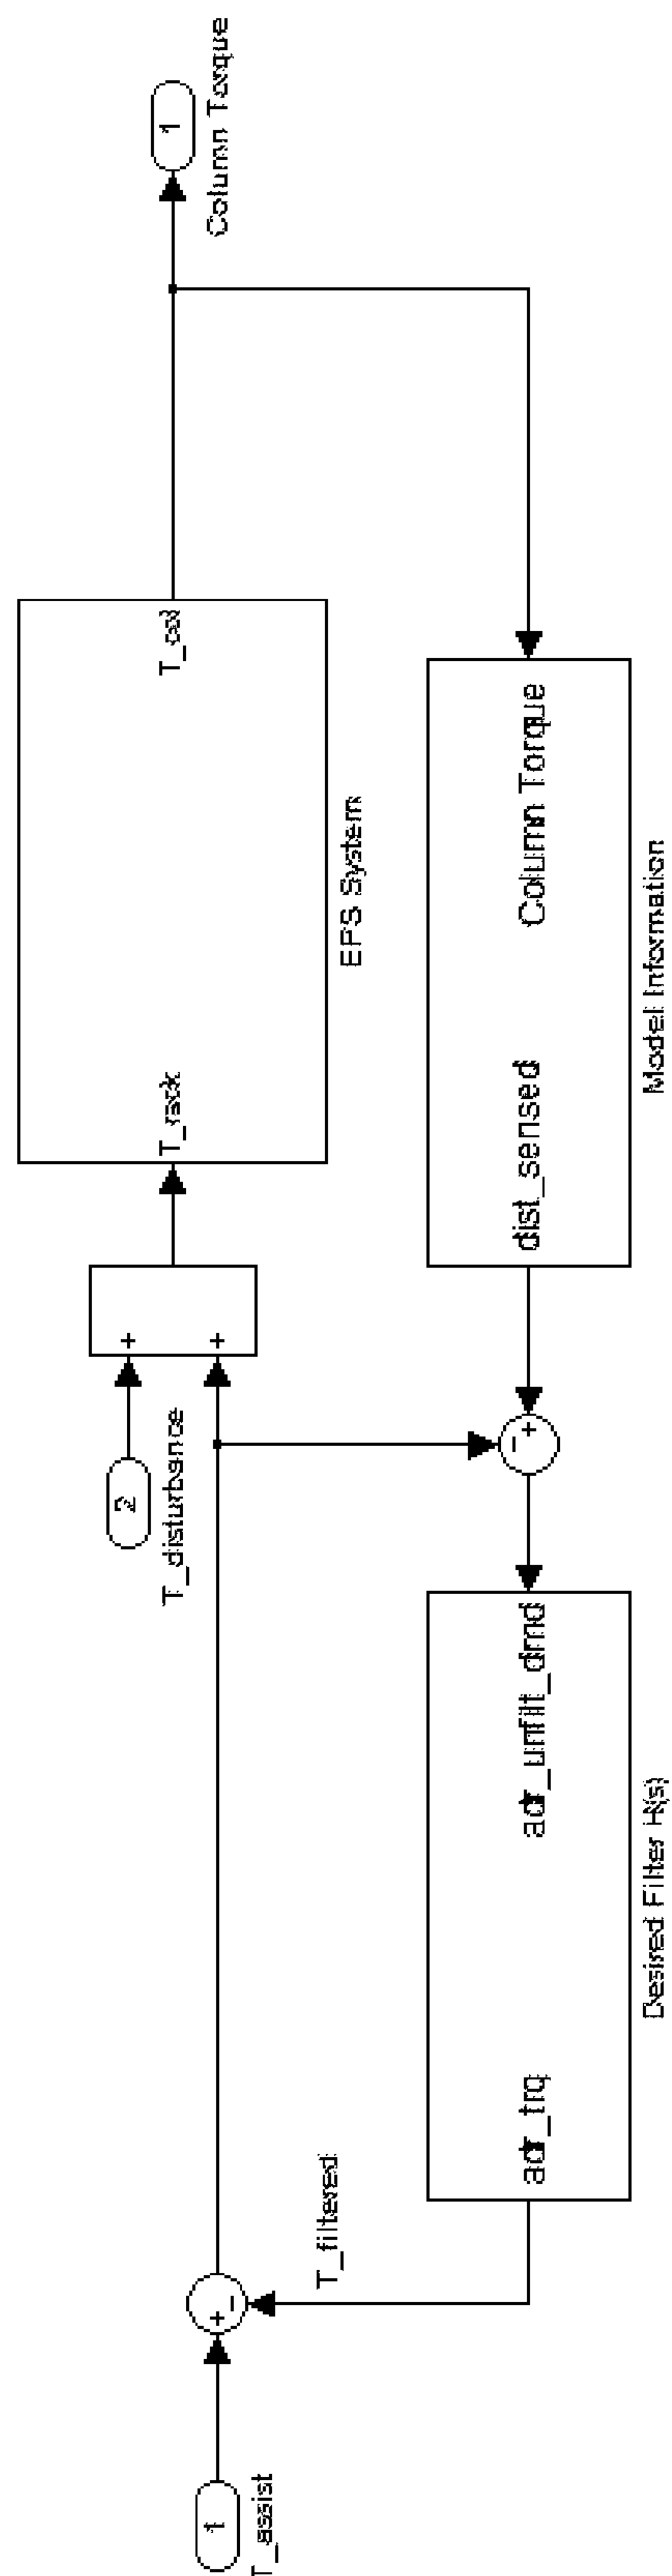 1
T_assist
T_filtered
2
T_disturbance
+
-
+
+
T_rack
T_col
EPS System
1
Column Torque
adr_trq
adr_unfilt_dmd
Desired Filter H(s)
-
+
dist_sensed
Column Torque
Model Information